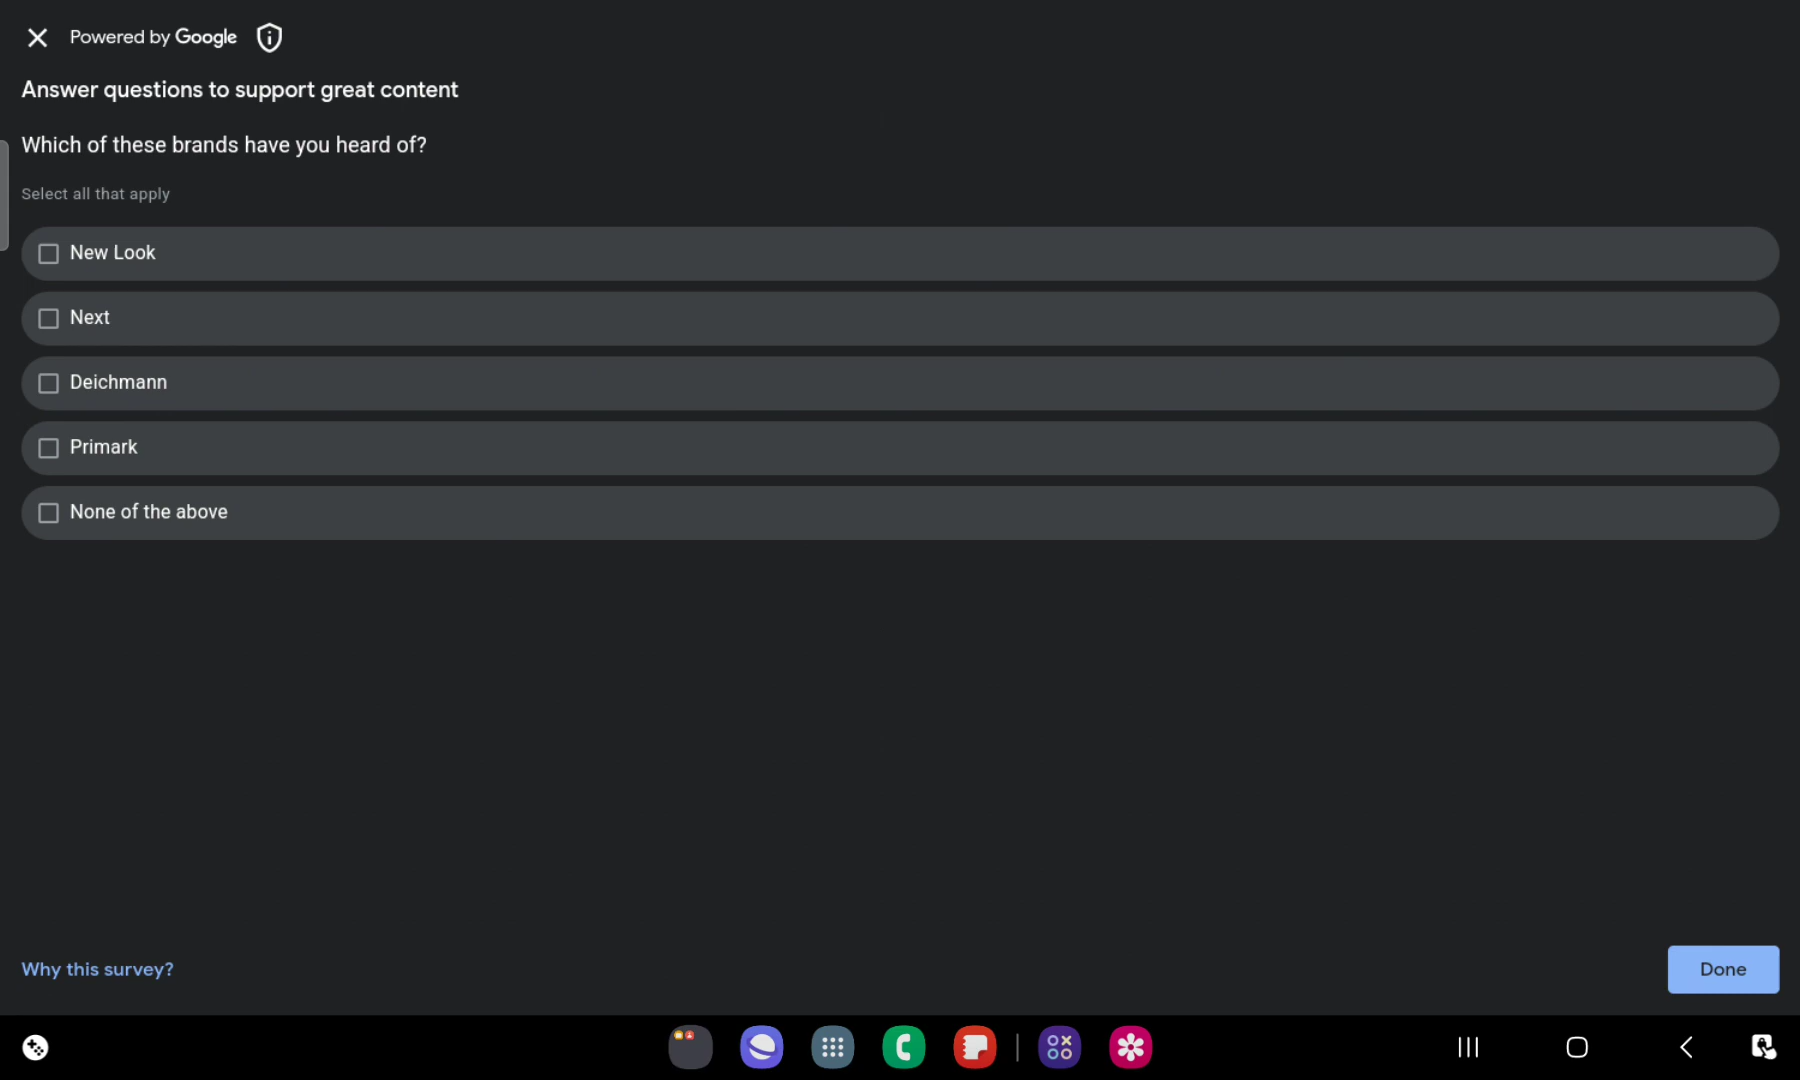 Powered by Google
Answer questions to support great content
Which of these brands have you heard of?
Select all that apply
New Look
Next
Deichmann
Primark
None of the above
Why this survey?
Done